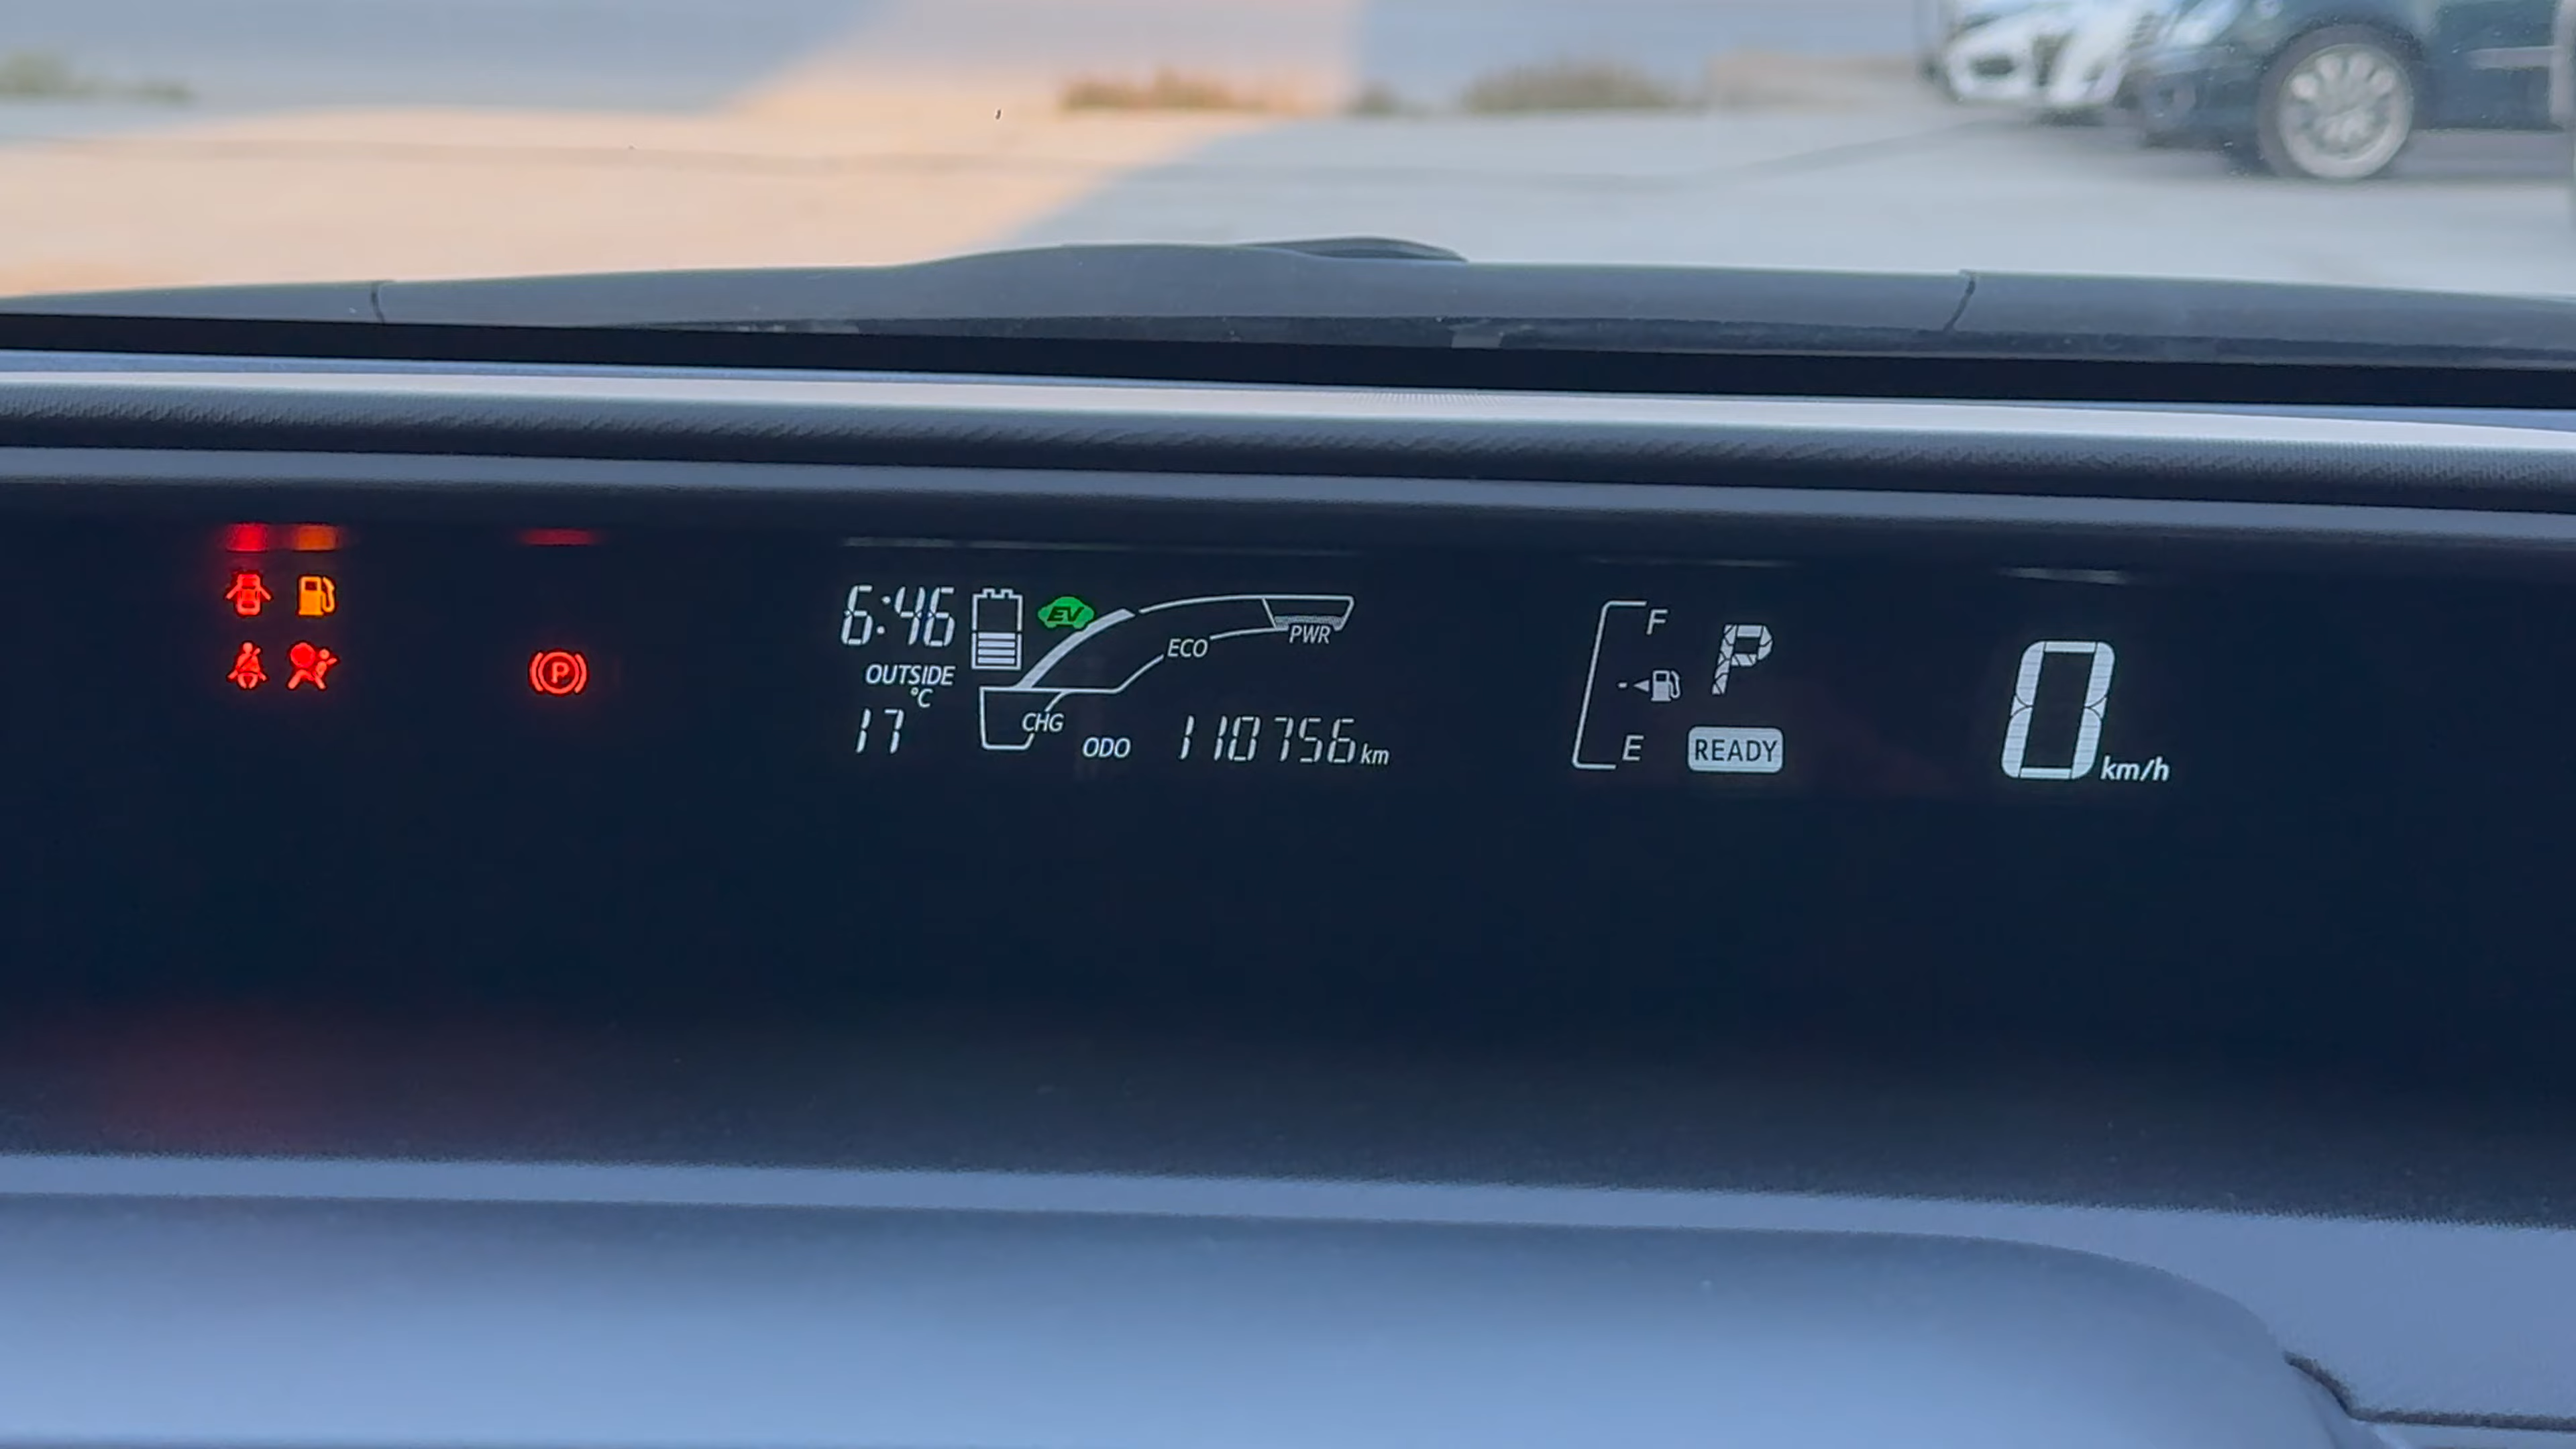 6:46
EV
ECO
PWR
OUTSIDE
°C
17
CHG
ODO 110756 km
P
F
P
E
READY
0 km/h